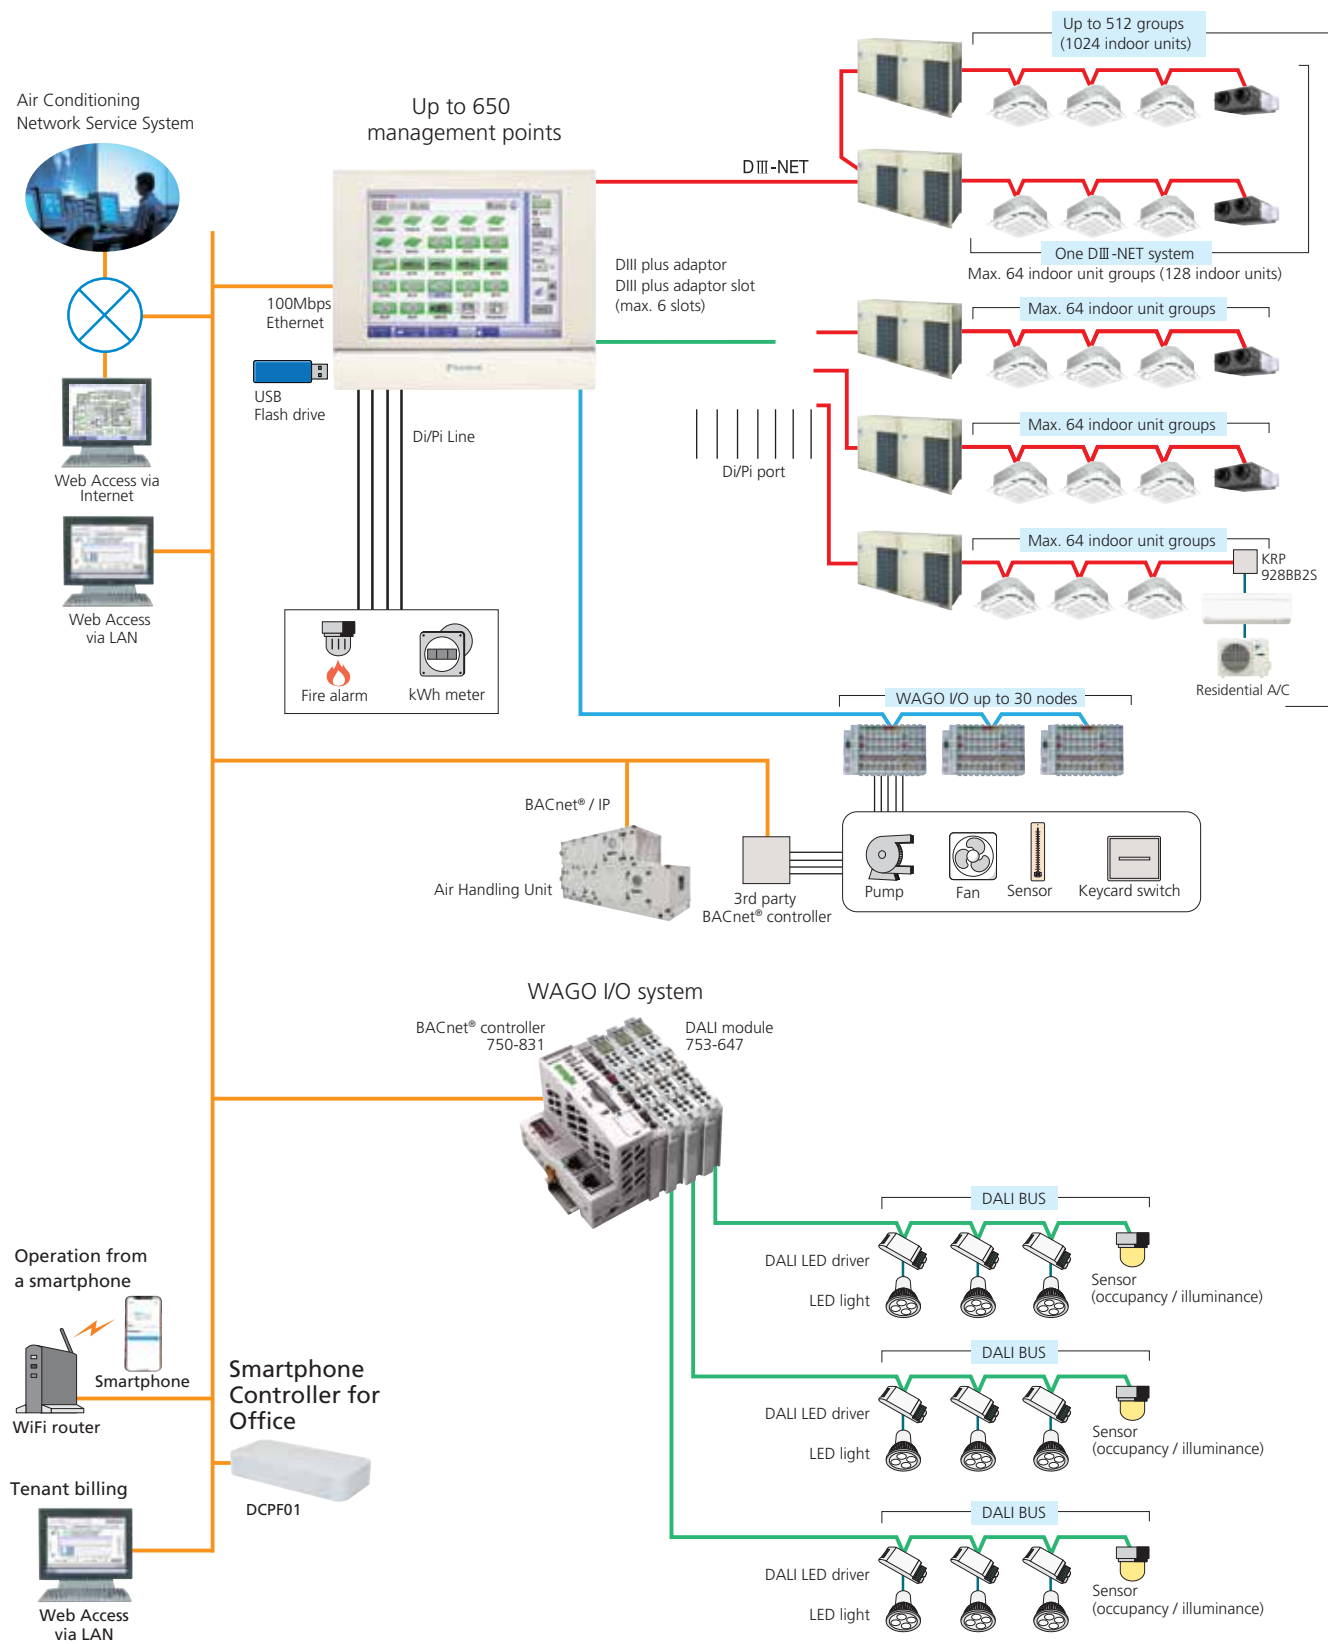 Up to 512 groups
(1024 indoor units)
Air Conditioning
Network Service System
Up to 650
management points
DⅢ-NET
One DⅢ-NET system
Max. 64 indoor unit groups (128 indoor units)
DIII plus adaptor
DIII plus adaptor slot
(max. 6 slots)
100Mbps
Ethernet
Max. 64 indoor unit groups
USB
Flash drive
Di/Pi Line
Max. 64 indoor unit groups
Di/Pi port
Web Access via
Internet
Max. 64 indoor unit groups
KRP
928BB2S
Web Access
via LAN
Fire alarm
kWh meter
Residential A/C
WAGO I/O up to 30 nodes
BACnet® / IP
Air Handling Unit
3rd party
BACnet® controller
Pump
Fan
Sensor
Keycard switch
WAGO I/O system
BACnet® controller
750-831
DALI module
753-647
DALI BUS
DALI LED driver
LED light
Sensor
(occupancy / illuminance)
Operation from
a smartphone
Smartphone
WiFi router
Smartphone
Controller for
Office
DCPF01
DALI BUS
DALI LED driver
LED light
Sensor
(occupancy / illuminance)
Tenant billing
Web Access
via LAN
DALI BUS
DALI LED driver
LED light
Sensor
(occupancy / illuminance)